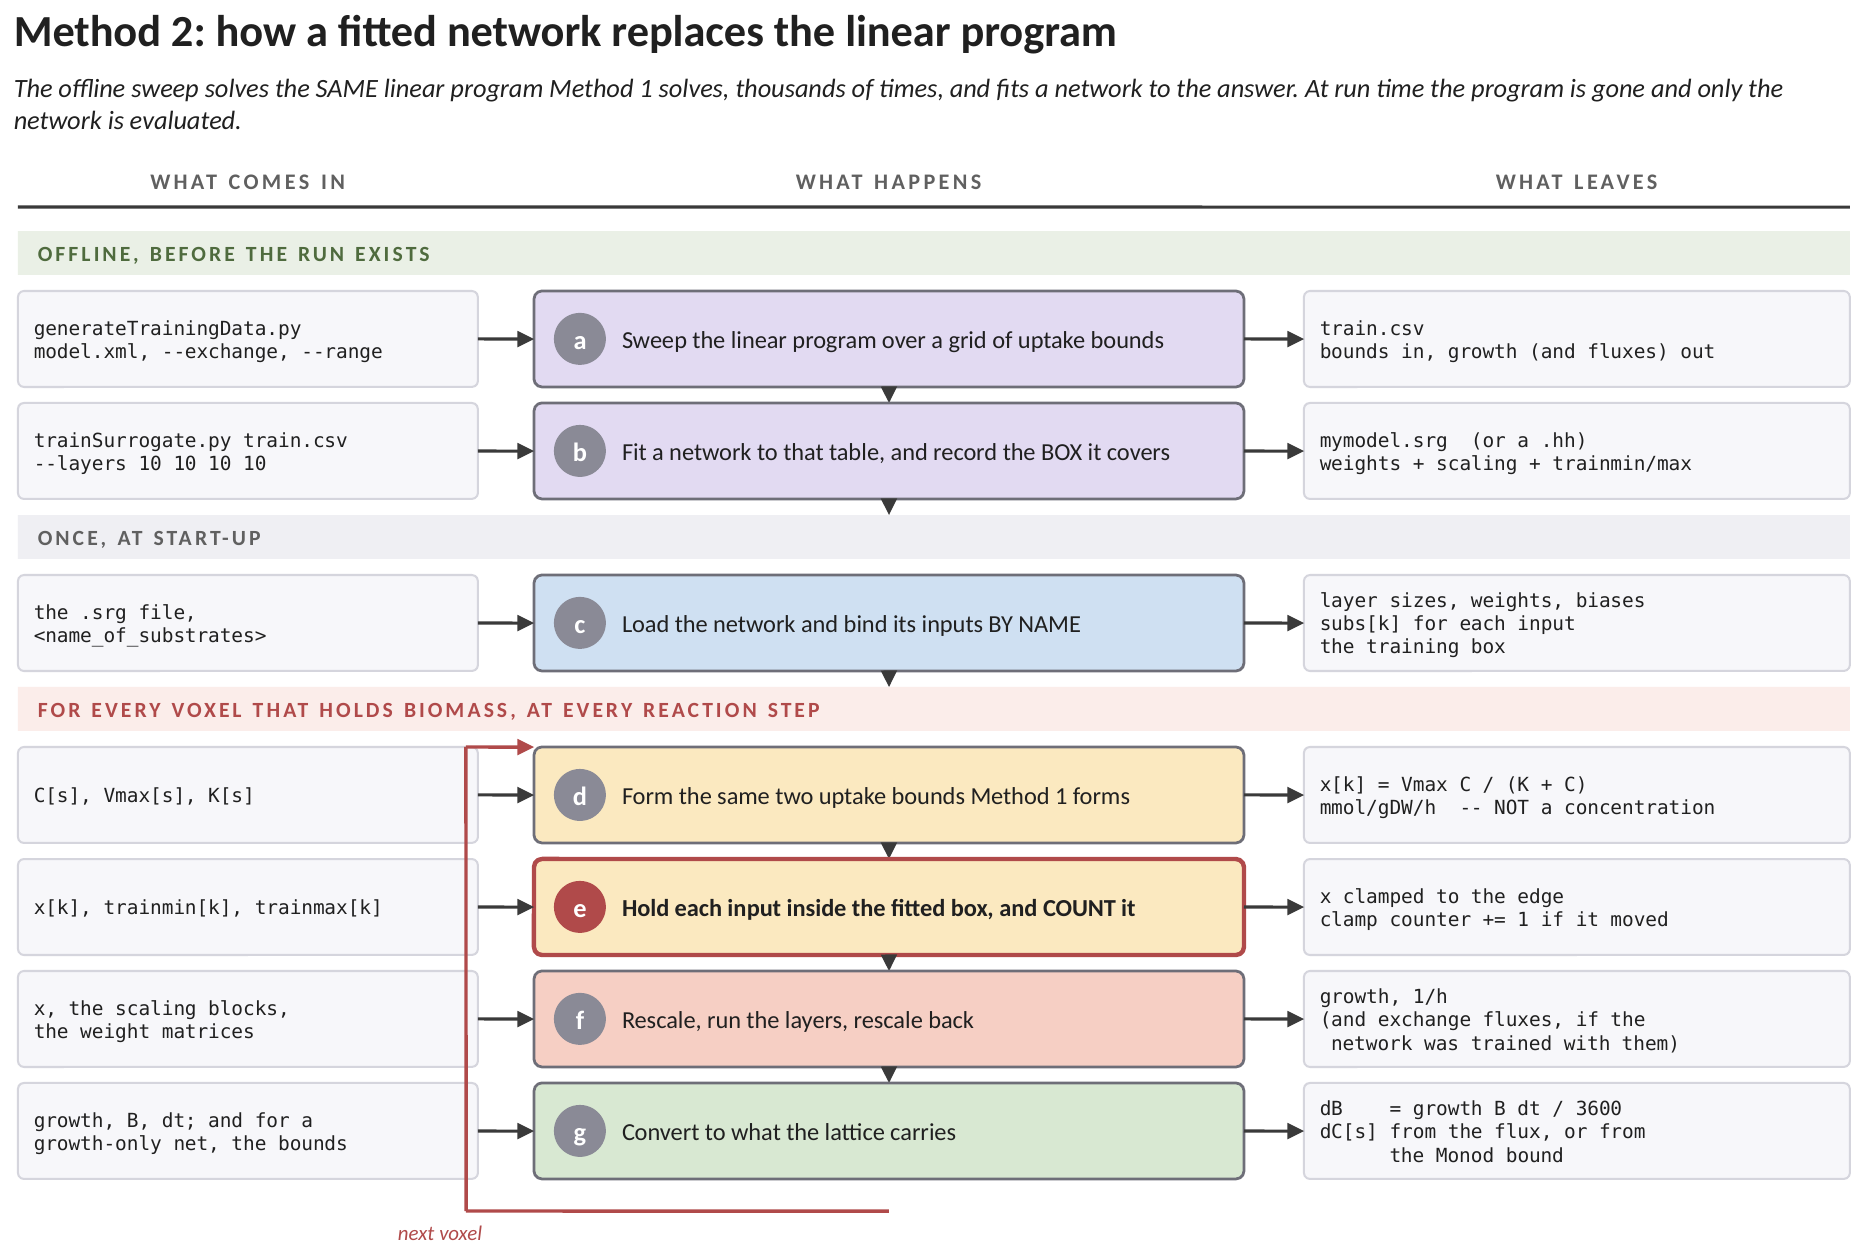 Method 2: how a fitted network replaces the linear program
The offline sweep solves the SAME linear program Method 1 solves, thousands of times, and fits a network to the answer. At run time the program is gone and only the
network is evaluated.
WHAT COMES IN
WHAT HAPPENS
WHAT LEAVES
OFFLINE, BEFORE THE RUN EXISTS
generateTrainingData.py
model.xml, --exchange, --range
a
Sweep the linear program over a grid of uptake bounds
train.csv
bounds in, growth (and fluxes) out
trainSurrogate.py train.csv
--layers 10 10 10 10
b
Fit a network to that table, and record the BOX it covers
mymodel.srg  (or a .hh)
weights + scaling + trainmin/max
ONCE, AT START-UP
the .srg file,
<name_of_substrates>
c
Load the network and bind its inputs BY NAME
layer sizes, weights, biases
subs[k] for each input
the training box
FOR EVERY VOXEL THAT HOLDS BIOMASS, AT EVERY REACTION STEP
C[s], Vmax[s], K[s]
d
Form the same two uptake bounds Method 1 forms
x[k] = Vmax C / (K + C)
mmol/gDW/h  -- NOT a concentration
x[k], trainmin[k], trainmax[k]
e
Hold each input inside the fitted box, and COUNT it
x clamped to the edge
clamp counter += 1 if it moved
x, the scaling blocks,
the weight matrices
f
Rescale, run the layers, rescale back
growth, 1/h
(and exchange fluxes, if the
network was trained with them)
growth, B, dt; and for a
growth-only net, the bounds
g
Convert to what the lattice carries
dB    = growth B dt / 3600
dC[s] from the flux, or from
the Monod bound
next voxel